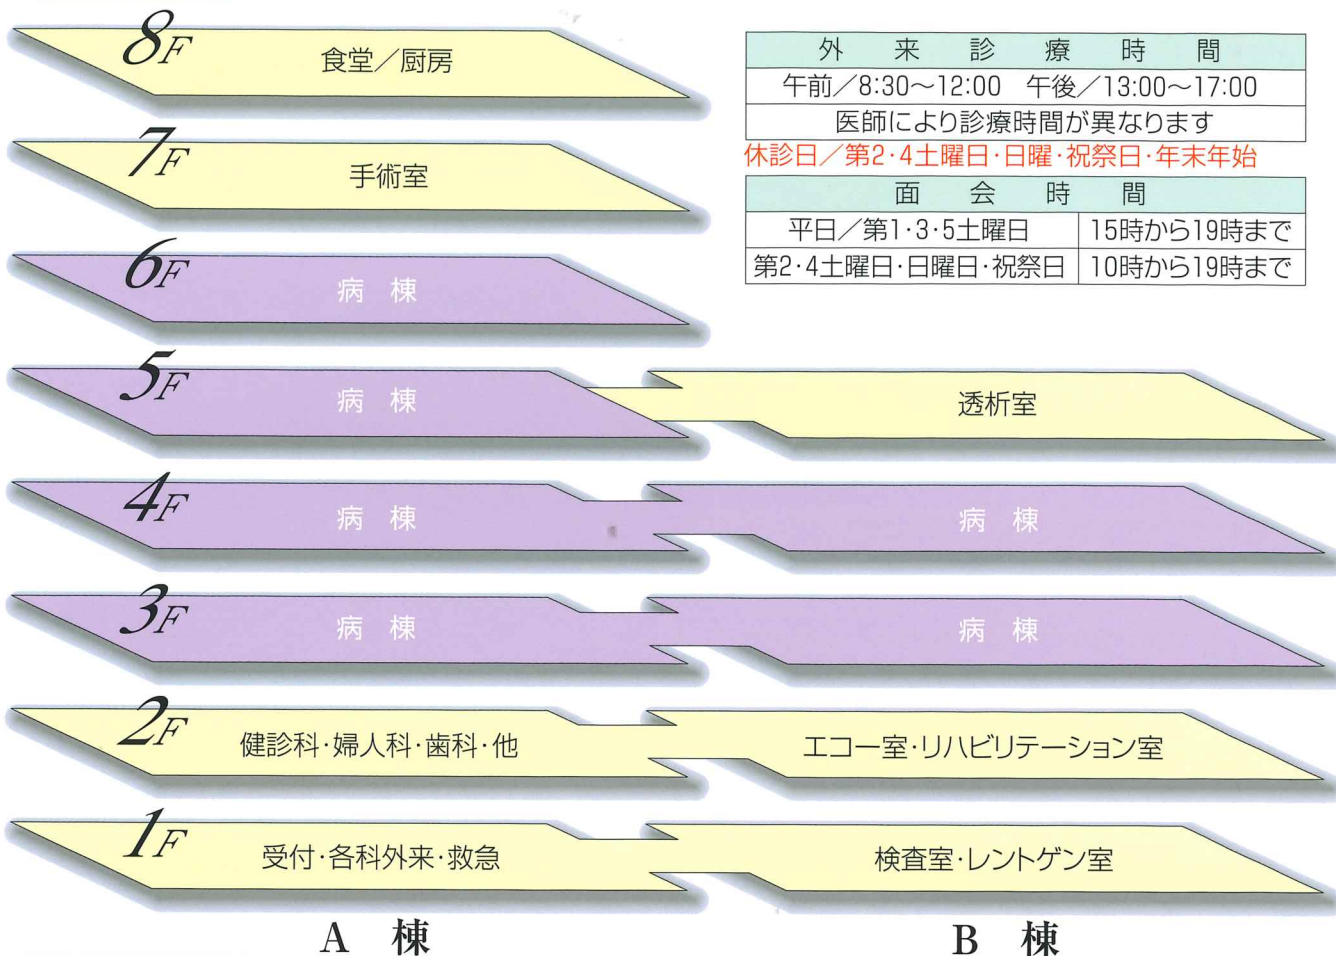 8F 食堂／厨房
外来診療時間
午前／8:30～12:00 午後／13:00～17:00
医師により診療時間が異なります
休診日／第2・4土曜日・日曜・祝祭日・年末年始
面会時間
平日／第1・3・5土曜日 15時から19時まで
第2・4土曜日・日曜日・祝祭日 10時から19時まで
7F 手術室
6F 病棟
5F 病棟 透析室
4F 病棟 病棟
3F 病棟 病棟
2F 健診科・婦人科・歯科・他 エコー室・リハビリテーション室
1F 受付・各科外来・救急 検査室・レントゲン室
A棟 B棟